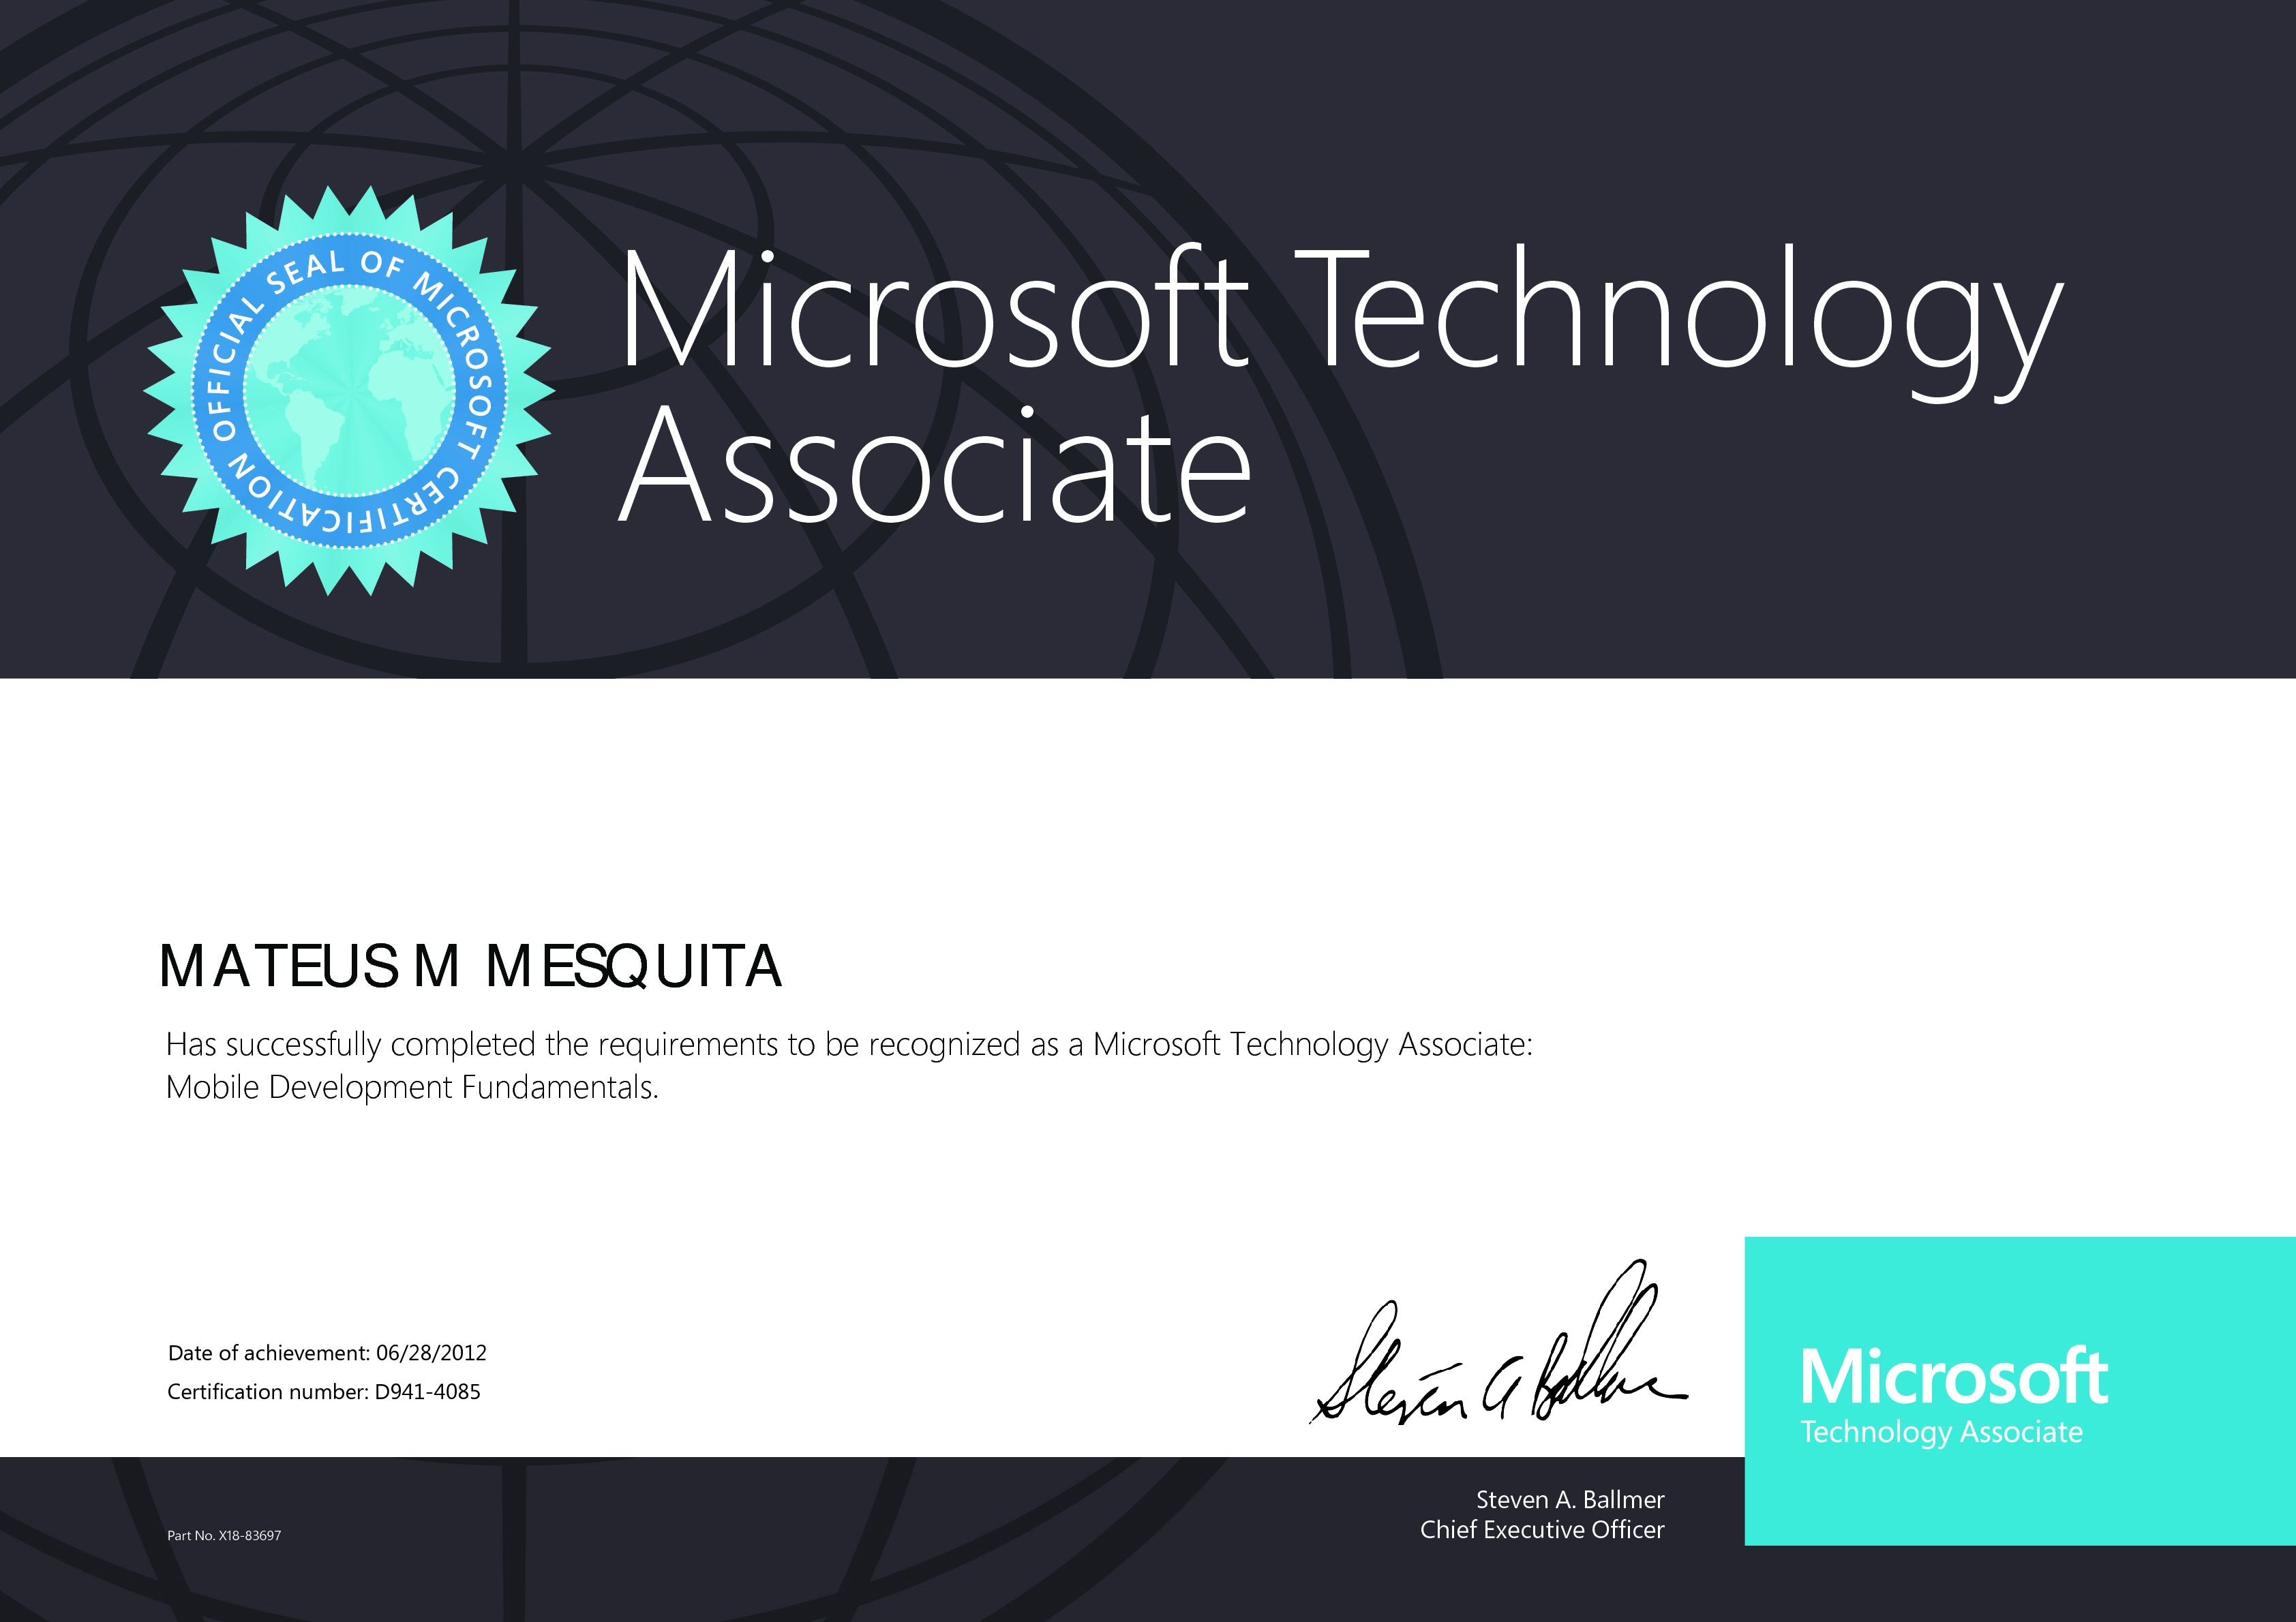 Microsoft Technology
Associate
OFFICIAL SEAL OF MICROSOFT CERTIFICATION
MATEUS M MESQUITA
Has successfully completed the requirements to be recognized as a Microsoft Technology Associate:
Mobile Development Fundamentals.
Date of achievement: 06/28/2012
Certification number: D941-4085
Steven A Ballmer
Microsoft
Technology Associate
Steven A. Ballmer
Chief Executive Officer
Part No. X18-83697